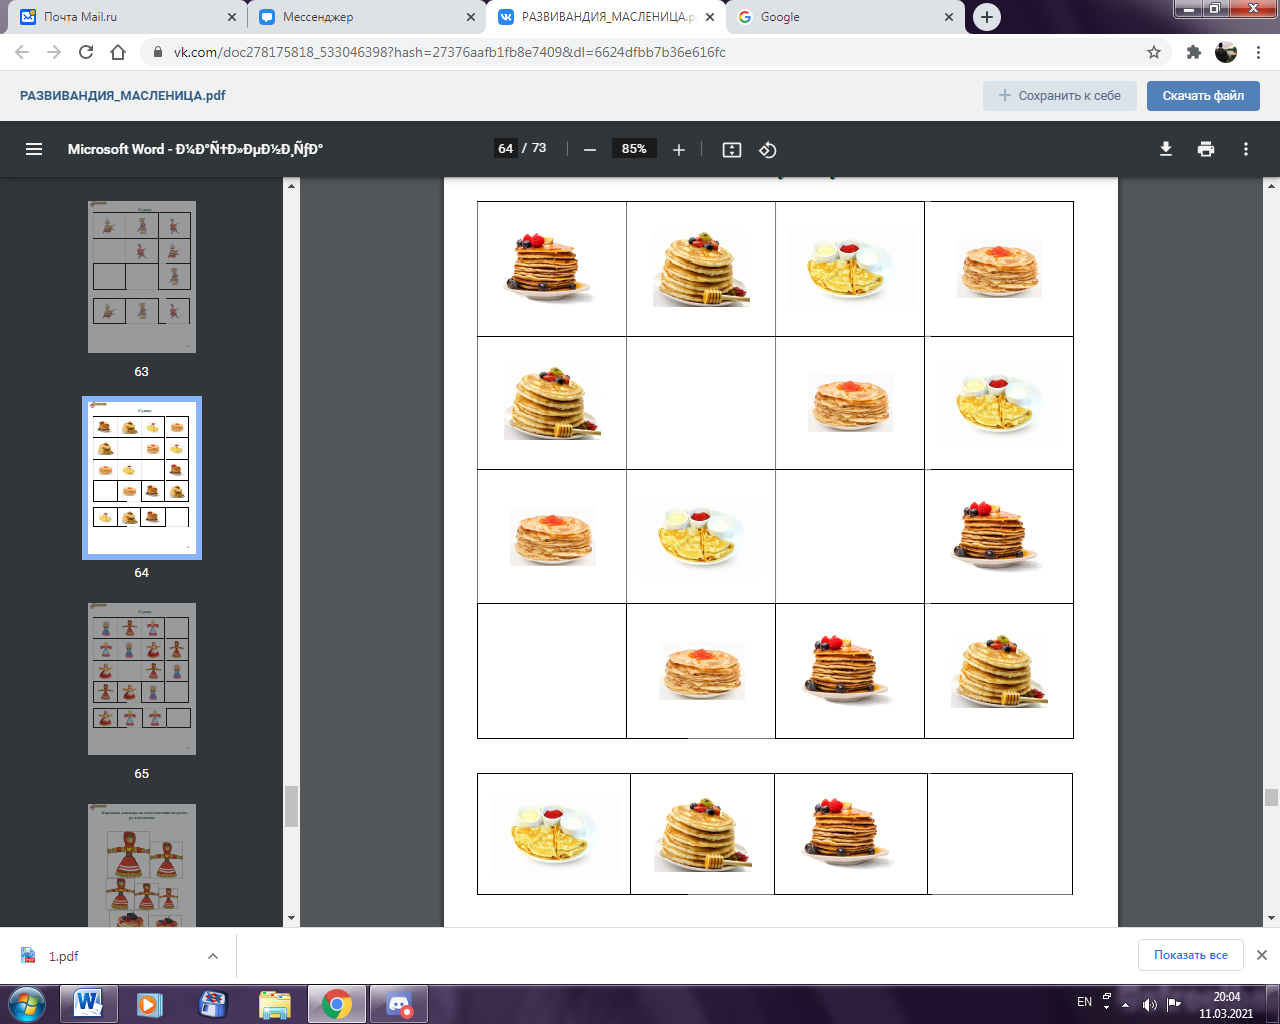 Почта Mail.ru
Мессенджер
РАЗВИВАНДИЯ_МАСЛЕНИЦА.p
Google
vk.com/doc278175818_533046398?hash=27376aafb1fb8e7409&dl=6624dfbb7b36e616fc
РАЗВИВАНДИЯ_МАСЛЕНИЦА.pdf
Сохранить к себе
Скачать файл
Microsoft Word - Ð¼Ð°Ñ†Ð»ÐµÐ½Ð¸ÑƒÐ°
64 / 73
85%
63
64
65
1.pdf
Показать все
EN
20:04
11.03.2021